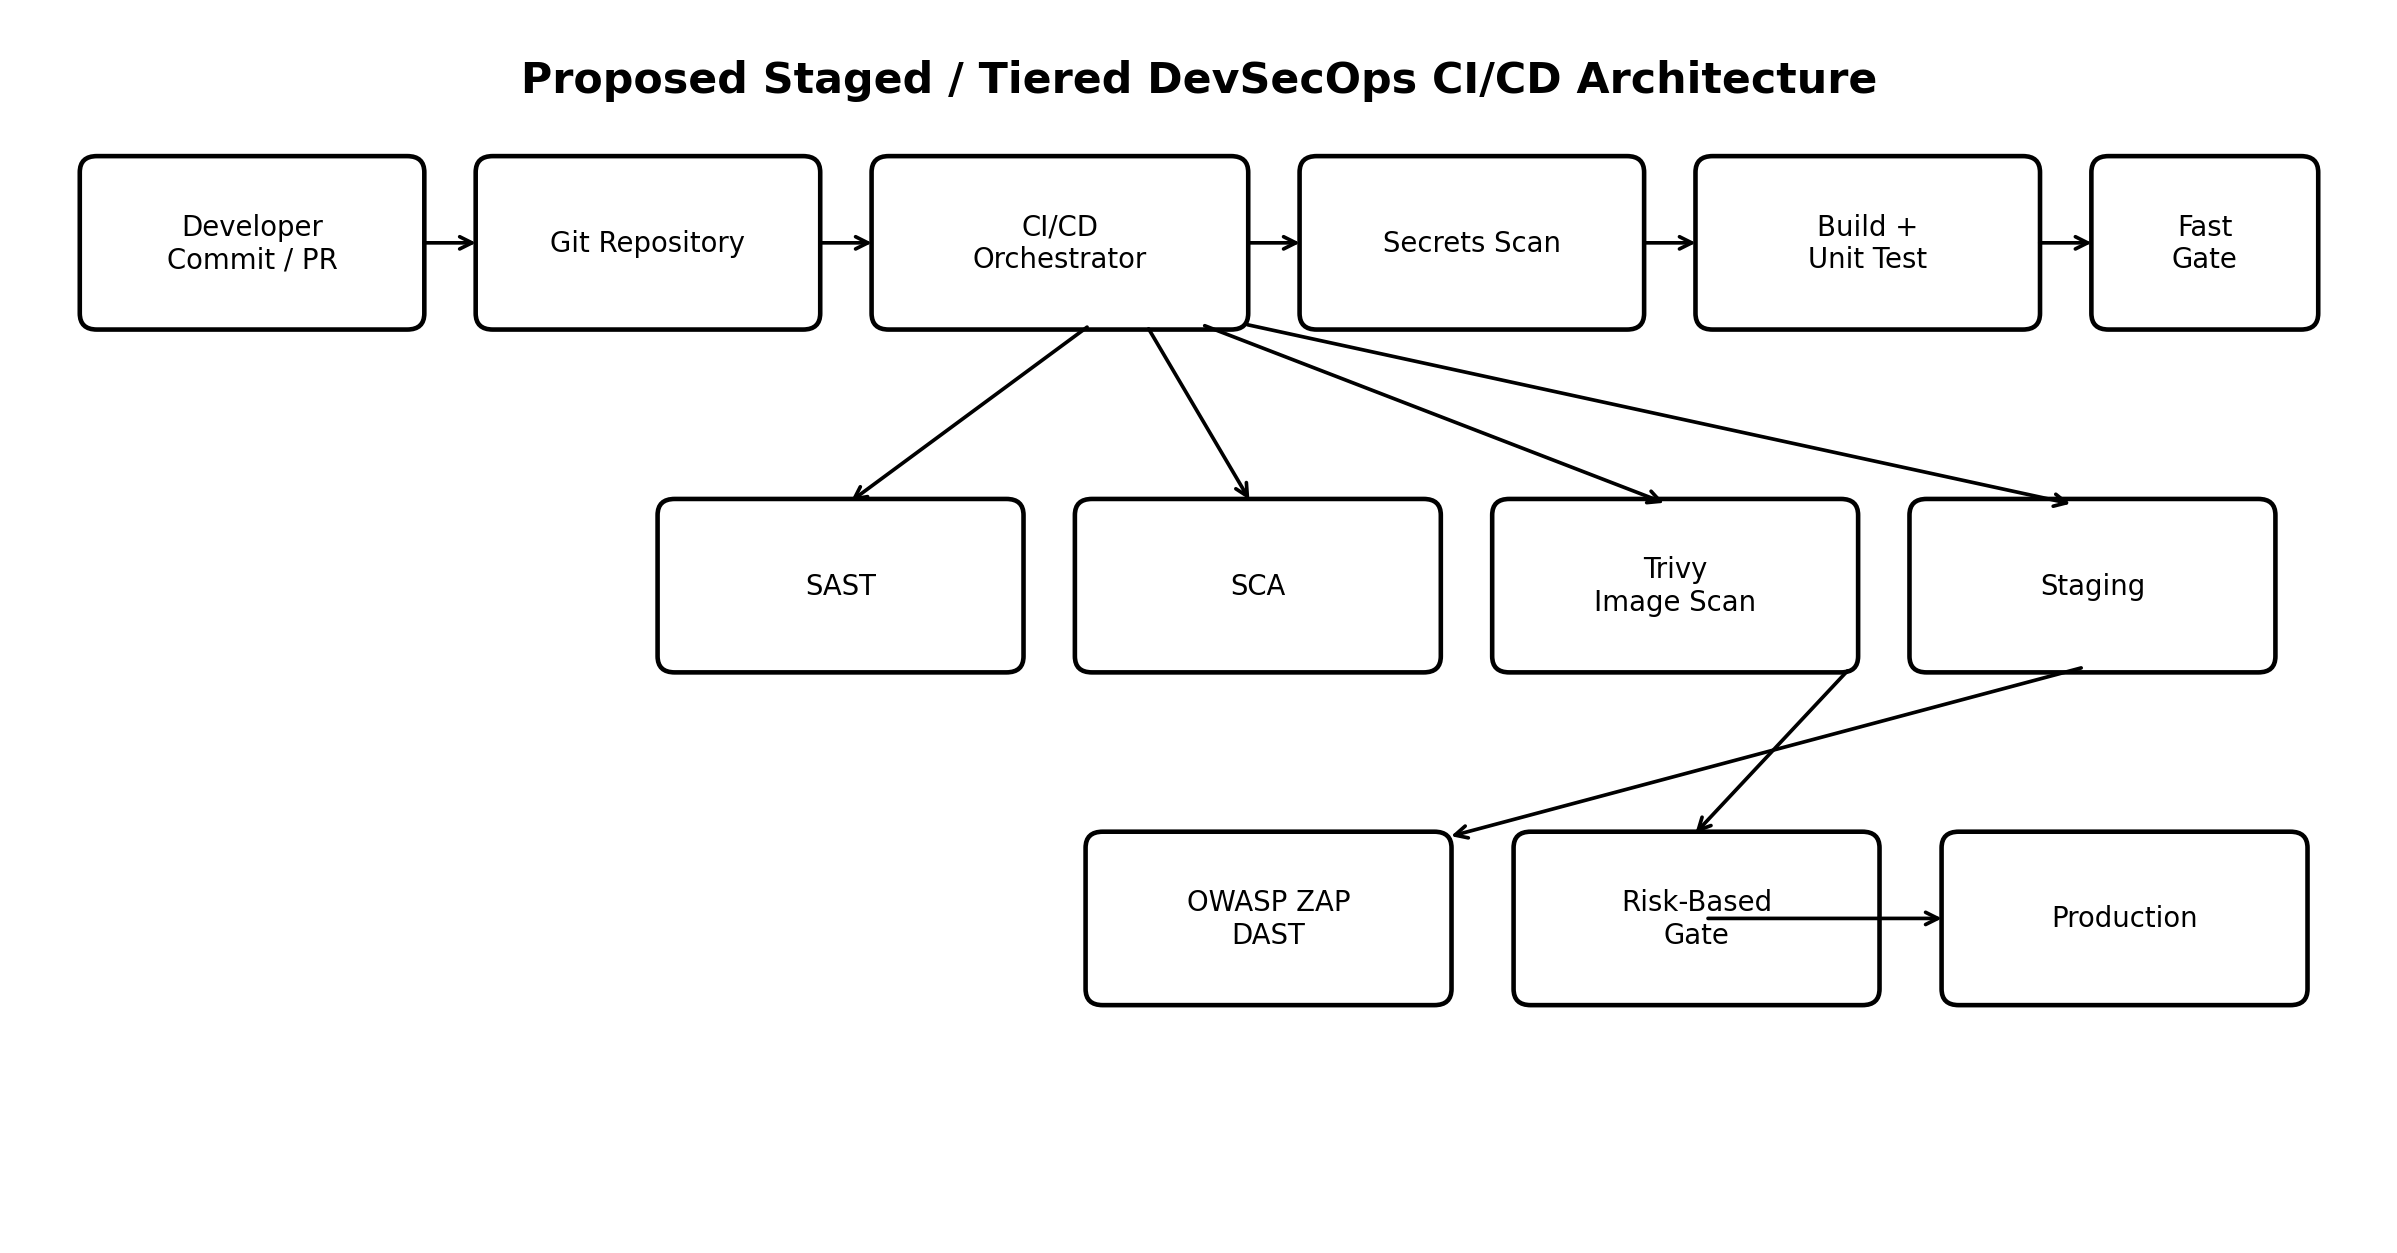 Proposed Staged / Tiered DevSecOps CI/CD Architecture
Developer
Commit / PR
Git Repository
CI/CD
Orchestrator
Secrets Scan
Build +
Unit Test
Fast
Gate
SAST
SCA
Trivy
Image Scan
Staging
OWASP ZAP
DAST
Risk-Based
Gate
Production